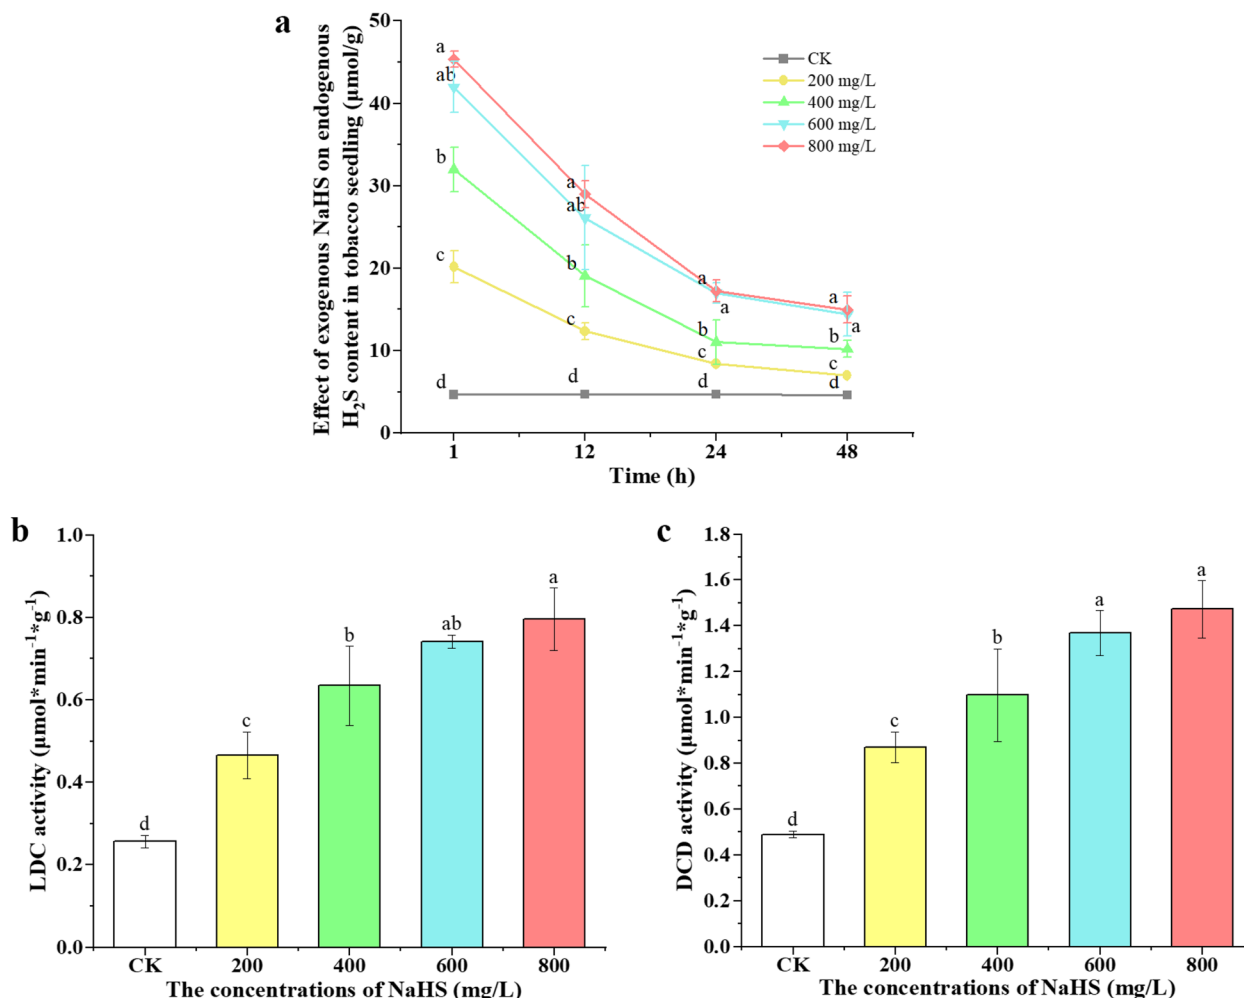 a
Effect of exogenous NaHS on endogenous
H₂S content in tobacco seedling (μmol/g)
50
40
30
20
10
0
a
ab
b
c
d
a
ab
b
c
d
a
a
b
c
d
a
a
b
c
d
CK
200 mg/L
400 mg/L
600 mg/L
800 mg/L
1 12 24 48
Time (h)
b
LDC activity (μmol*min⁻¹*g⁻¹)
1.0
0.8
0.6
0.4
0.2
0.0
d
c
b
ab
a
CK 200 400 600 800
The concentrations of NaHS (mg/L)
c
DCD activity (μmol*min⁻¹*g⁻¹)
1.8
1.6
1.4
1.2
1.0
0.8
0.6
0.4
0.2
0.0
d
c
b
a
a
CK 200 400 600 800
The concentrations of NaHS (mg/L)